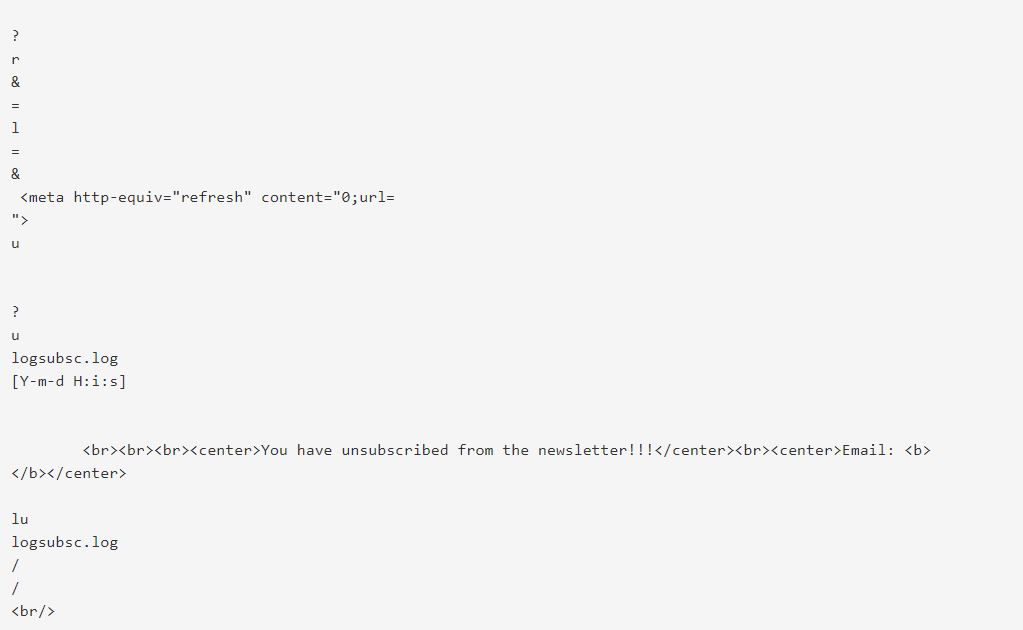 ?
r
&
=
l
=
&
<meta http-equiv="refresh" content="0;url=
">
u
?
u
logsubsc.log
[Y-m-d H:i:s]
<br><br><br><center>You have unsubscribed from the newsletter!!!</center><br><center>Email: <b>
</b></center>
lu
logsubsc.log
/
/
<br/>